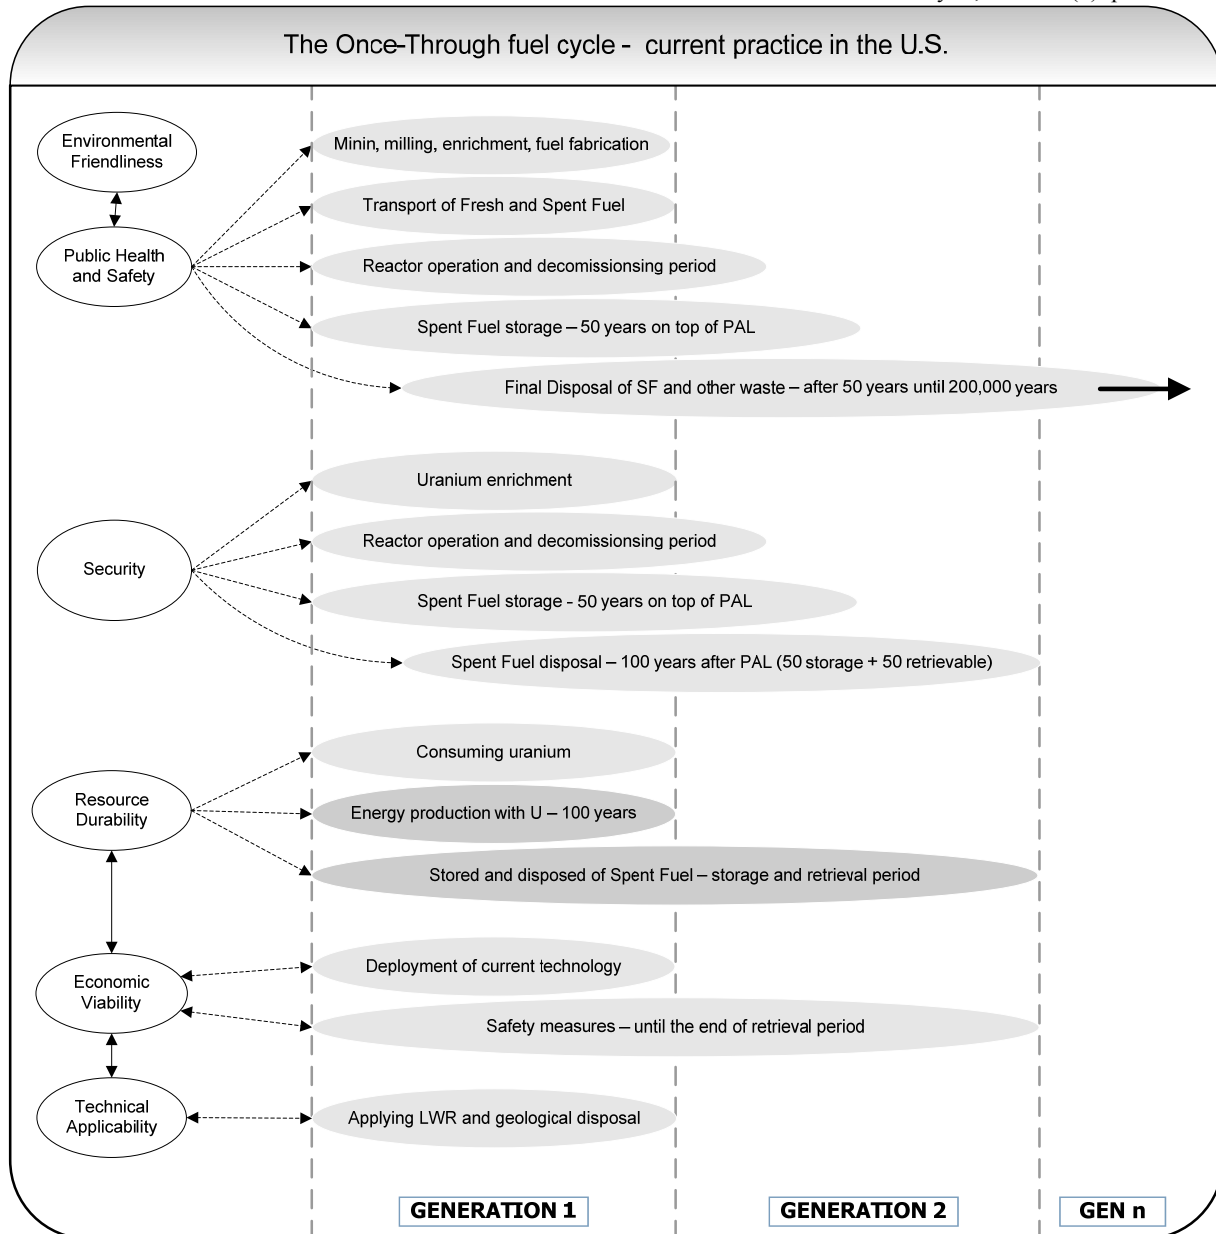 The Once-Through fuel cycle - current practice in the U.S.
Environmental
Friendliness
Minin, milling, enrichment, fuel fabrication
Transport of Fresh and Spent Fuel
Public Health
and Safety
Reactor operation and decomissionsing period
Spent Fuel storage – 50 years on top of PAL
Final Disposal of SF and other waste – after 50 years until 200,000 years
Uranium enrichment
Reactor operation and decomissionsing period
Security
Spent Fuel storage - 50 years on top of PAL
Spent Fuel disposal – 100 years after PAL (50 storage + 50 retrievable)
Consuming uranium
Resource
Durability
Energy production with U – 100 years
Stored and disposed of Spent Fuel – storage and retrieval period
Deployment of current technology
Economic
Viability
Safety measures – until the end of retrieval period
Technical
Applicability
Applying LWR and geological disposal
GENERATION 1
GENERATION 2
GEN n